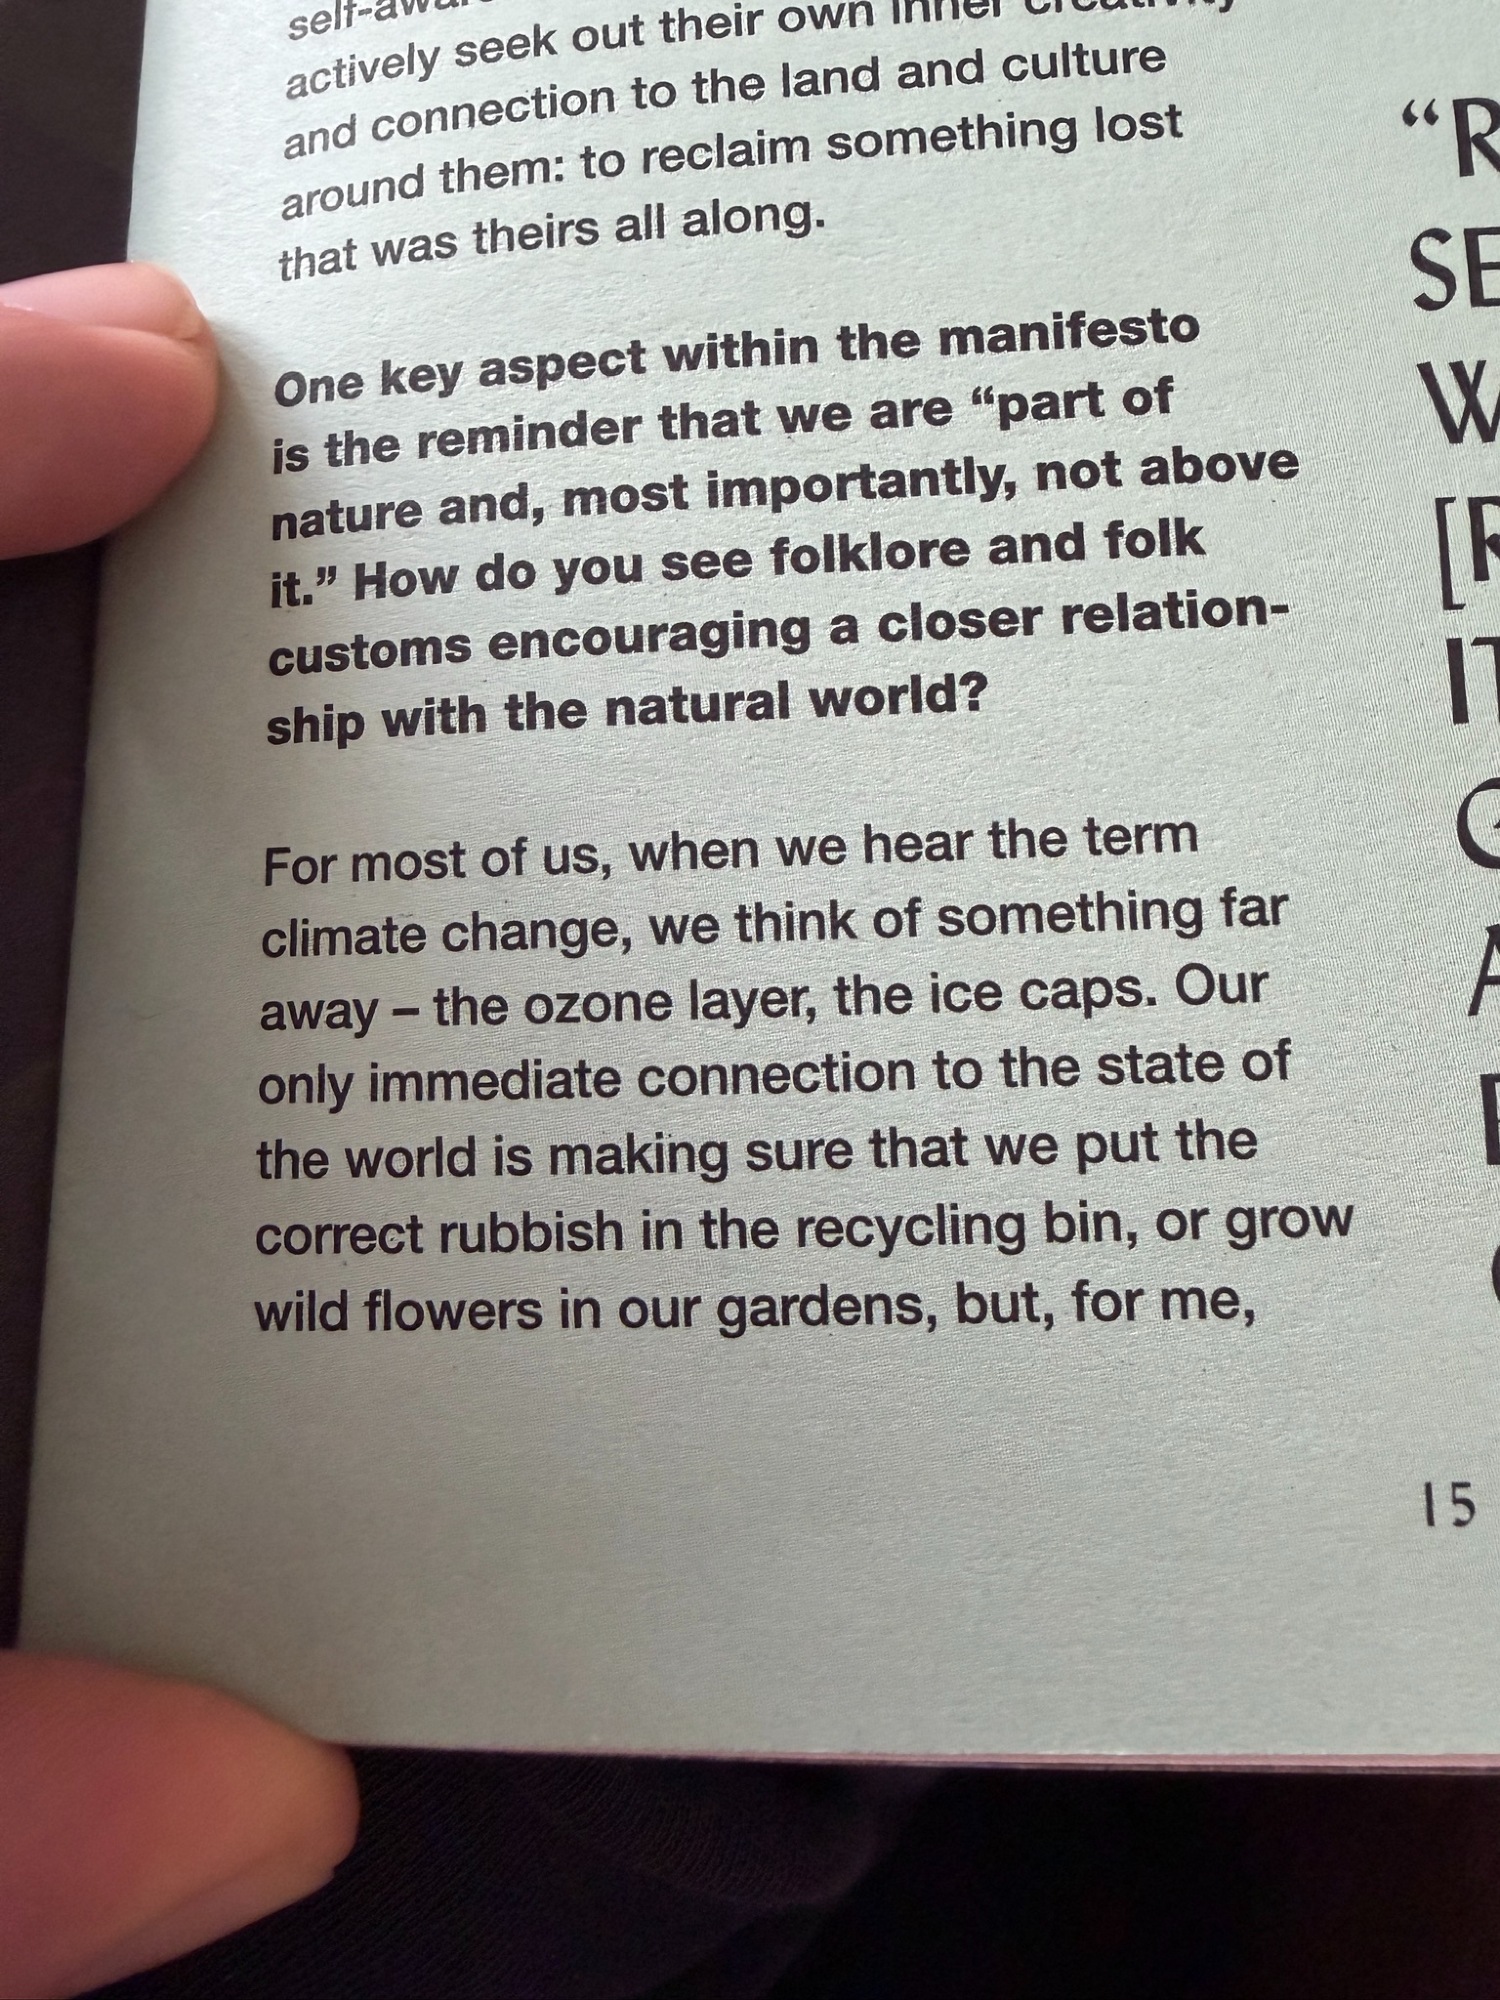 actively seek out their own inner creativity
and connection to the land and culture
around them: to reclaim something lost
that was theirs all along.
One key aspect within the manifesto
is the reminder that we are “part of
nature and, most importantly, not above
it.” How do you see folklore and folk
customs encouraging a closer relation-
ship with the natural world?
For most of us, when we hear the term
climate change, we think of something far
away – the ozone layer, the ice caps. Our
only immediate connection to the state of
the world is making sure that we put the
correct rubbish in the recycling bin, or grow
wild flowers in our gardens, but, for me,
15